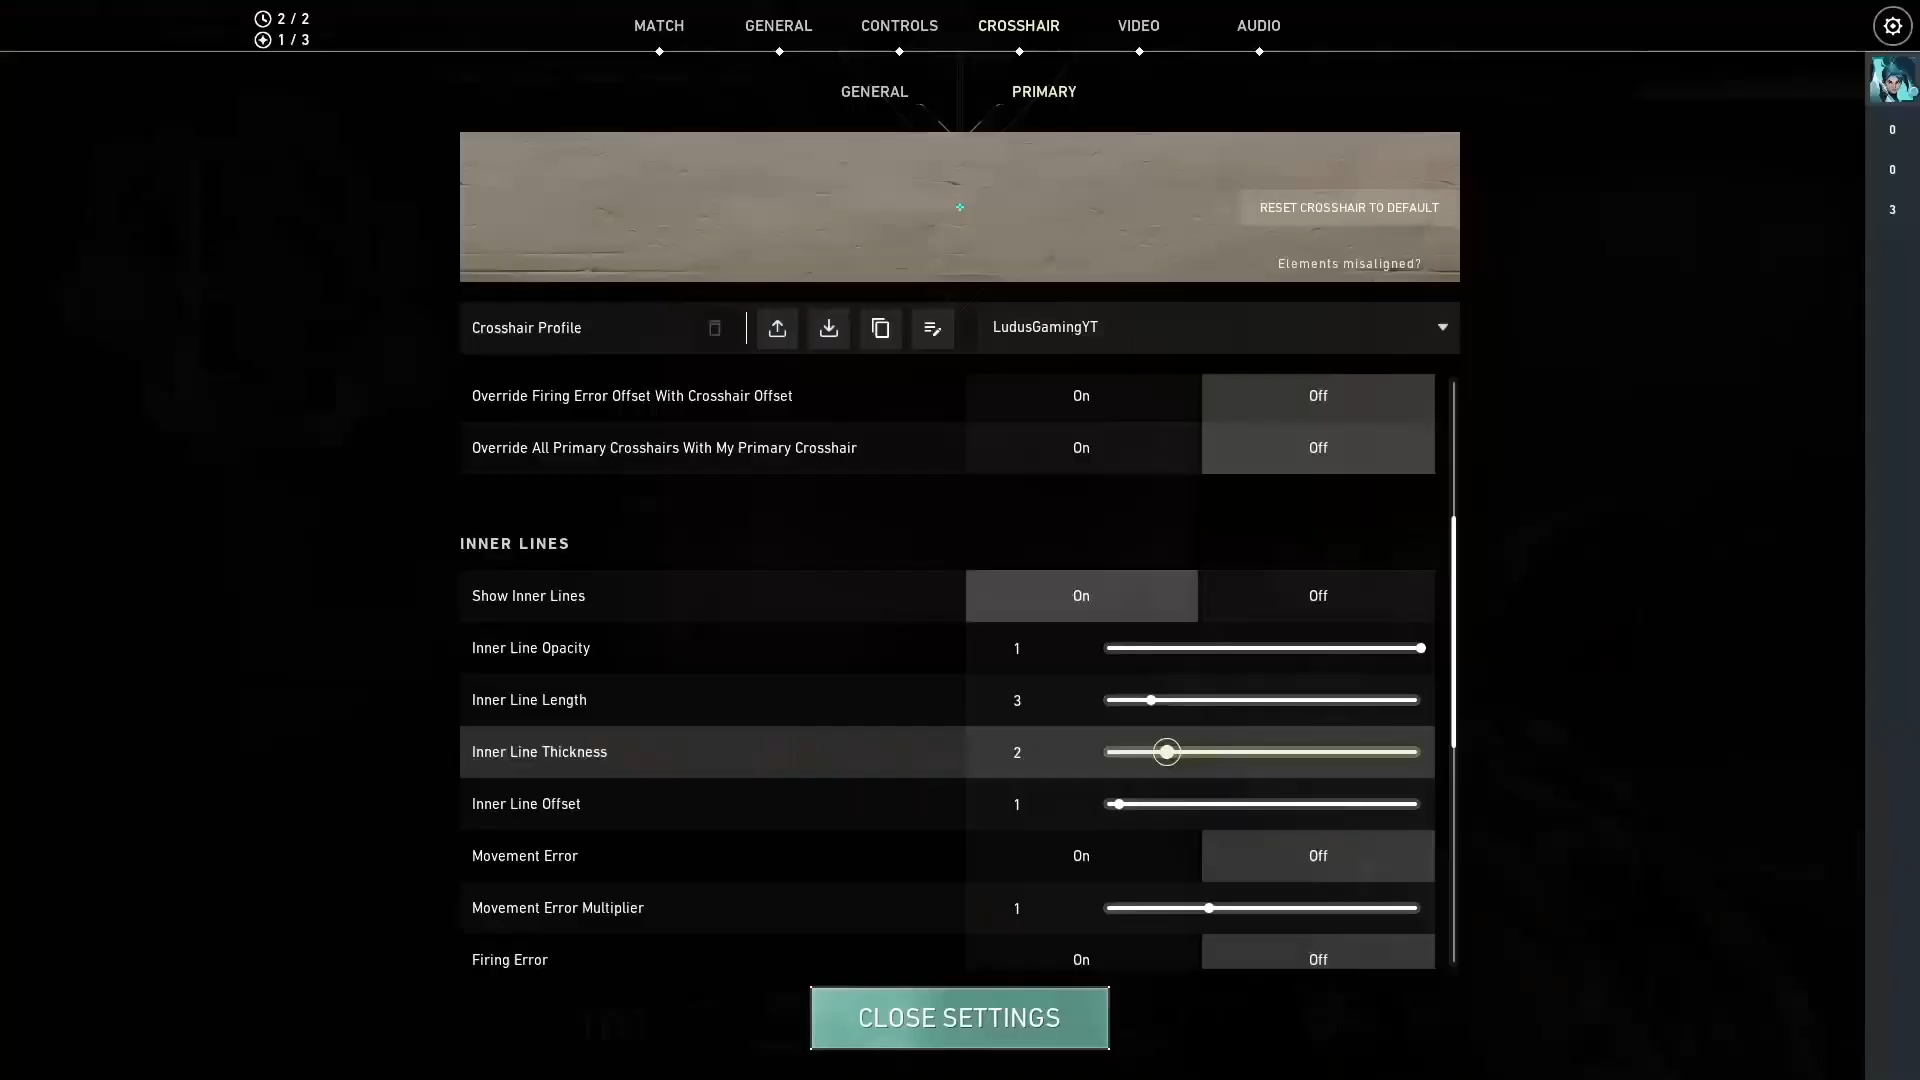 2 / 2
1 / 3
MATCH GENERAL CONTROLS CROSSHAIR VIDEO AUDIO
GENERAL PRIMARY
0
0
3
RESET CROSSHAIR TO DEFAULT
Elements misaligned?
Crosshair Profile LudusGamingYT
Override Firing Error Offset With Crosshair Offset On Off
Override All Primary Crosshairs With My Primary Crosshair On Off
INNER LINES
Show Inner Lines On Off
Inner Line Opacity 1
Inner Line Length 3
Inner Line Thickness 2
Inner Line Offset 1
Movement Error On Off
Movement Error Multiplier 1
Firing Error On Off
CLOSE SETTINGS